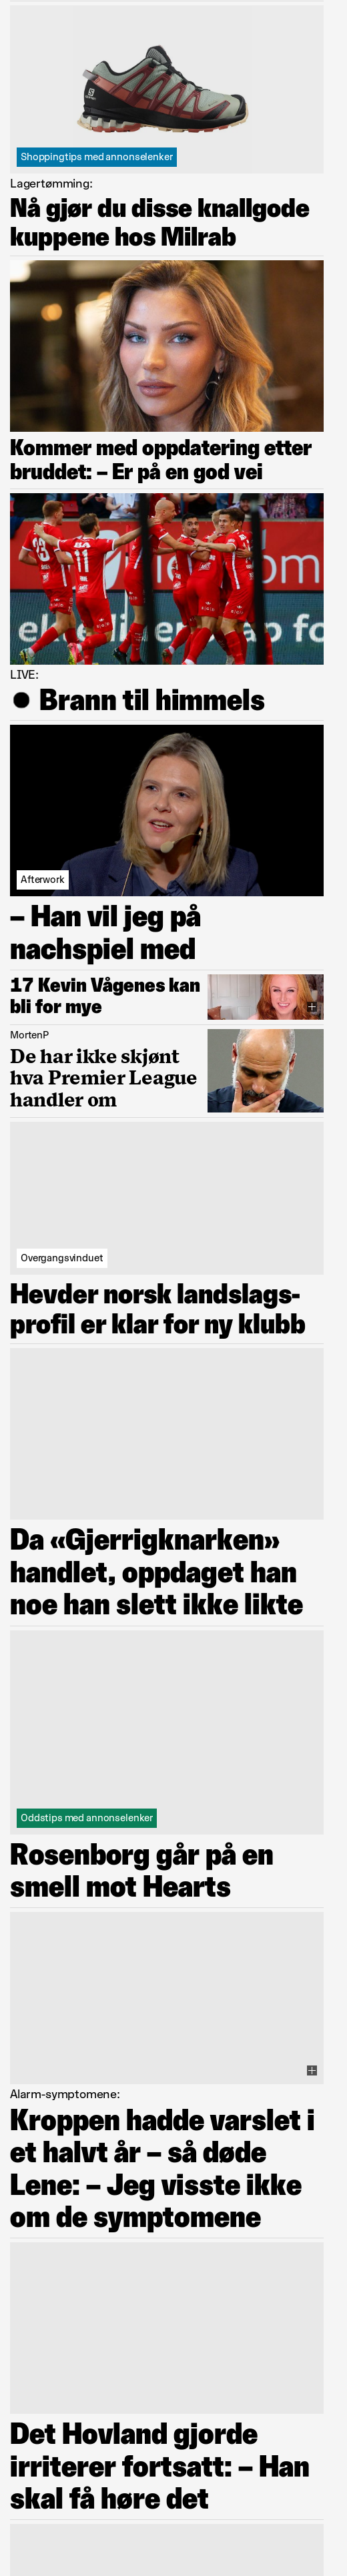 Shoppingtips med annonselenker
Lagertømming:
Nå gjør du disse knallgode
kuppene hos Milrab
Kommer med oppdatering etter
bruddet: – Er på en god vei
23
BA
11
LIVE:
Brann til himmels
Afterwork
– Han vil jeg på
nachspiel med
17 Kevin Vågenes kan
bli for mye
MortenP
De har ikke skjønt
hva Premier League
handler om
Overgangsvinduet
Hevder norsk landslags-
profil er klar for ny klubb
Da «Gjerrigknarken»
handlet, oppdaget han
noe han slett ikke likte
Oddstips med annonselenker
Rosenborg går på en
smell mot Hearts
Alarm-symptomene:
Kroppen hadde varslet i
et halvt år – så døde
Lene: – Jeg visste ikke
om de symptomene
Det Hovland gjorde
irriterer fortsatt: – Han
skal få høre det